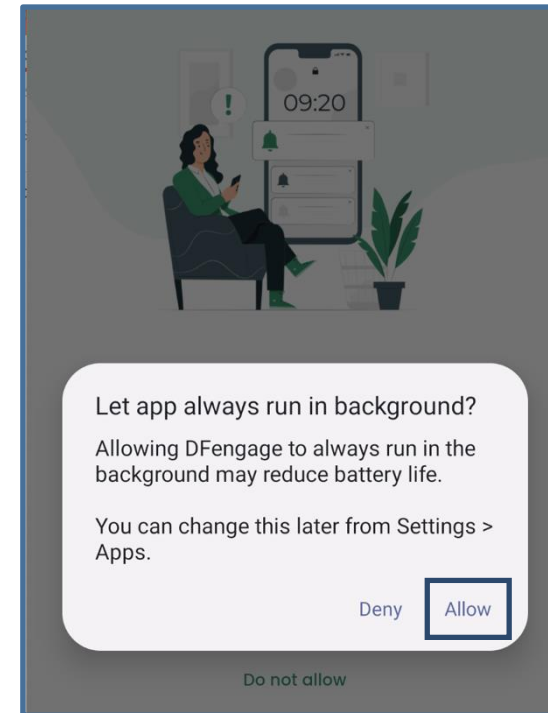 09:20
!
Let app always run in background?
Allowing DFengage to always run in the
background may reduce battery life.
You can change this later from Settings >
Apps.
Deny Allow
Do not allow